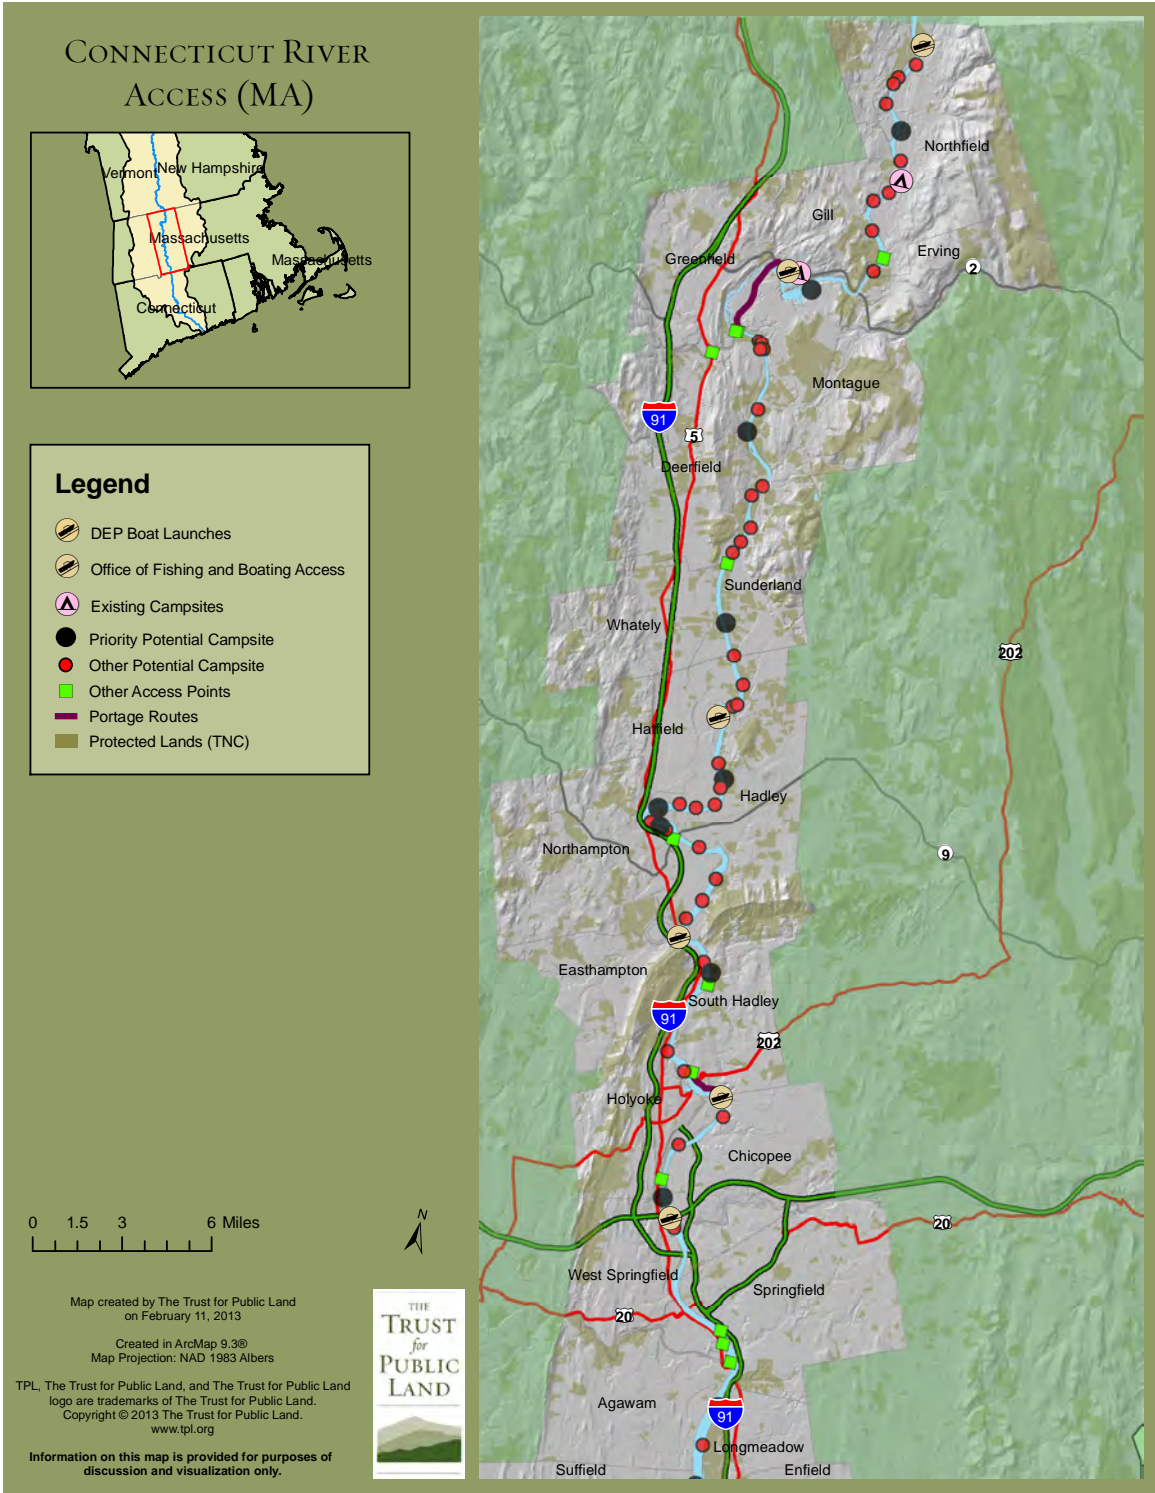 Connecticut River
Access (MA)
Vermont
New Hampshire
Massachusetts
Massachusetts
Connecticut
Legend
DEP Boat Launches
Office of Fishing and Boating Access
Existing Campsites
Priority Potential Campsite
Other Potential Campsite
Other Access Points
Portage Routes
Protected Lands (TNC)
0 1.5 3 6 Miles
N
Map created by The Trust for Public Land
on February 11, 2013
Created in ArcMap 9.3®
Map Projection: NAD 1983 Albers
TPL, The Trust for Public Land, and The Trust for Public Land
logo are trademarks of The Trust for Public Land.
Copyright © 2013 The Trust for Public Land.
www.tpl.org
Information on this map is provided for purposes of
discussion and visualization only.
THE
TRUST
for
PUBLIC
LAND
Northfield
Gill
Erving
Greenfield
2
Montague
91
5
Deerfield
Sunderland
Whately
202
Hatfield
Hadley
Northampton
9
Easthampton
South Hadley
91
202
Holyoke
Chicopee
20
West Springfield
Springfield
20
Agawam
91
Longmeadow
Suffield
Enfield